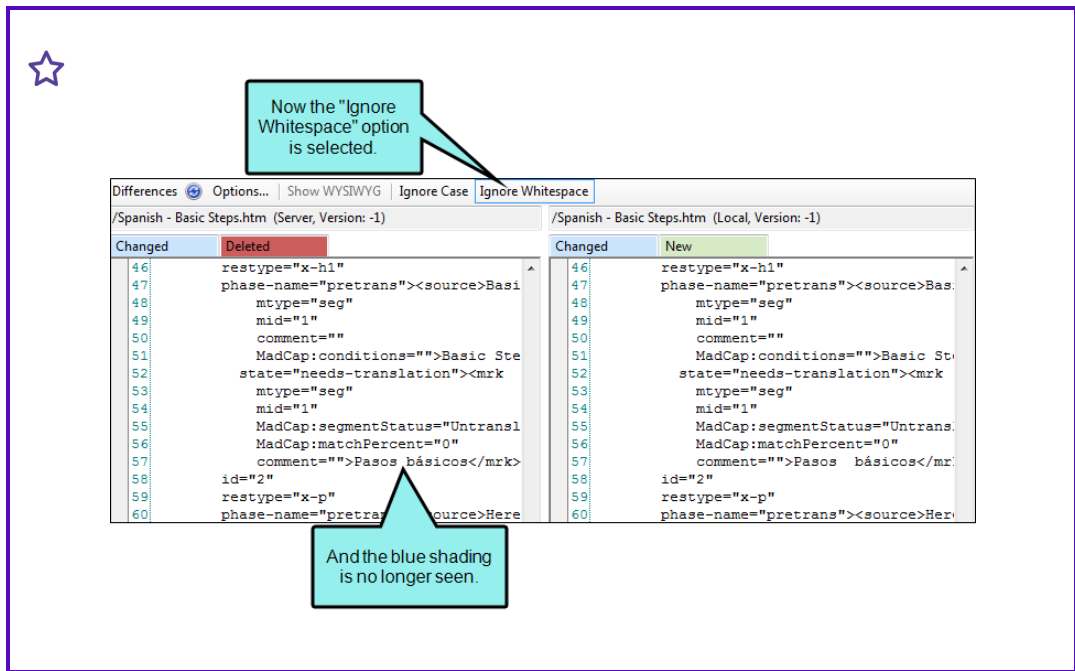 Now the "Ignore
Whitespace" option
is selected.
Differences Options... Show WYSIWYG Ignore Case Ignore Whitespace
/Spanish - Basic Steps.htm (Server, Version: -1) /Spanish - Basic Steps.htm (Local, Version: -1)
Changed Deleted Changed New
46 restype="x-h1" 46 restype="x-h1"
47 phase-name="pretrans"><source>Basi 47 phase-name="pretrans"><source>Bas
48 mtype="seg" 48 mtype="seg"
49 mid="1" 49 mid="1"
50 comment="" 50 comment=""
51 MadCap:conditions="">Basic Ste 51 MadCap:conditions="">Basic St
52 state="needs-translation"><mrk 52 state="needs-translation"><mrk
53 mtype="seg" 53 mtype="seg"
54 mid="1" 54 mid="1"
55 MadCap:segmentStatus="Untransl 55 MadCap:segmentStatus="Untrans
56 MadCap:matchPercent="0" 56 MadCap:matchPercent="0"
57 comment="">Pasos básicos</mrk> 57 comment="">Pasos  básicos</mr
58 id="2" 58 id="2"
59 restype="x-p" 59 restype="x-p"
60 phase-name="pretra ource>Here 60 phase-name="pretrans"><source>Her
And the blue shading
is no longer seen.